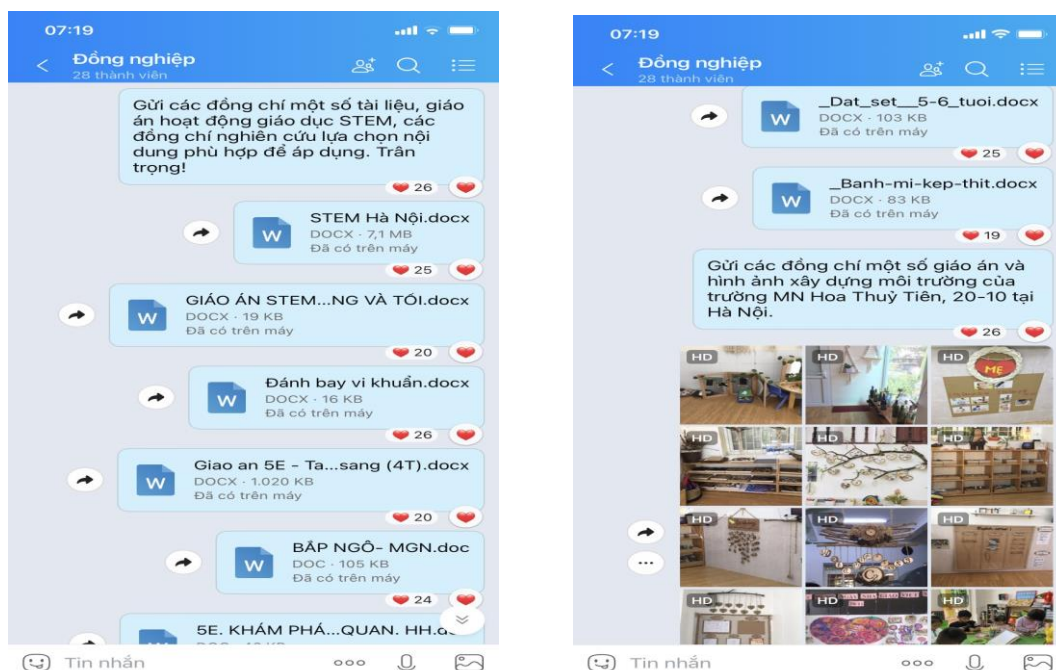 07:19
Đồng nghiệp
28 thành viên
Gửi các đồng chí một số tài liệu, giáo
án hoạt động giáo dục STEM, các
đồng chí nghiên cứu lựa chọn nội
dung phù hợp để áp dụng. Trân
trọng!
26
STEM Hà Nội.docx
DOCX · 7,1 MB
Đã có trên máy
25
W
GIÁO ÁN STEM...NG VÀ TỐI.docx
DOCX · 19 KB
Đã có trên máy
20
W
Đánh bay vi khuẩn.docx
DOCX · 16 KB
Đã có trên máy
26
W
Giao an 5E - Ta...sang (4T).docx
DOCX · 1.020 KB
Đã có trên máy
20
W
BẮP NGÔ- MGN.doc
DOC · 105 KB
Đã có trên máy
24
W
5E. KHÁM PHÁ...QUAN. HH.
Tin nhắn
07:19
Đồng nghiệp
28 thành viên
_Dat_set__5-6_tuoi.docx
DOCX · 103 KB
Đã có trên máy
25
W
_Banh-mi-kep-thit.docx
DOCX · 83 KB
Đã có trên máy
19
W
Gửi các đồng chí một số giáo án và
hình ảnh xây dựng môi trường của
trường MN Hoa Thuỷ Tiên, 20-10 tại
Hà Nội.
26
HD
HD
HD
MẸ
HD
HD
HD
HD
HD
HD
HD
HD
HD
Tin nhắn